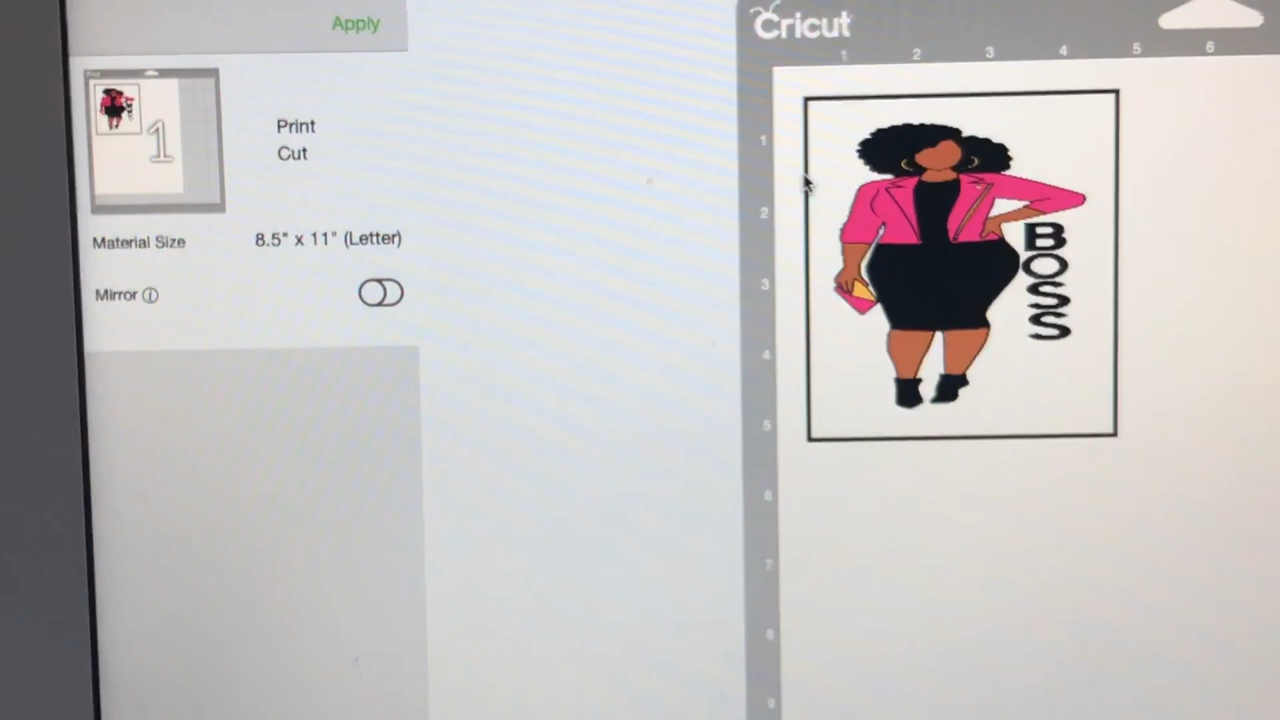 Apply
Print
Cut
1
Material Size
8.5" x 11" (Letter)
Mirror
Cricut
1 2 3 4 5 6
1
2
3
4
5
6
7
8
9
B
O
S
S